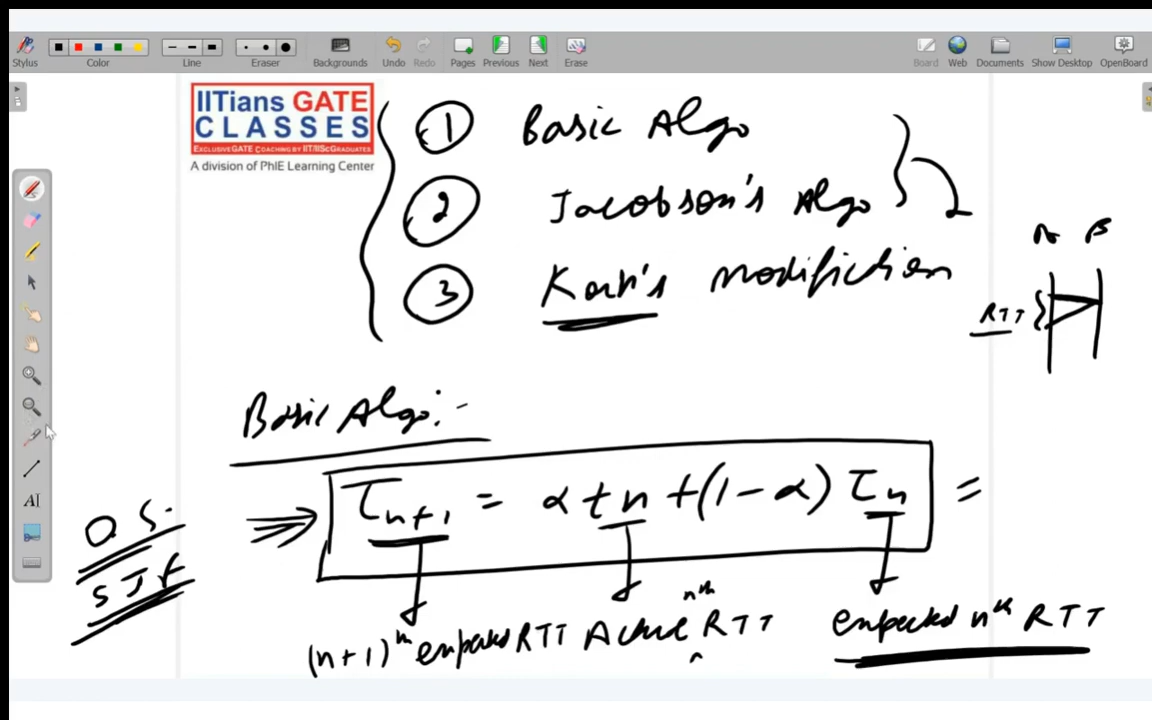 Stylus Color Line Eraser Backgrounds Undo Redo Pages Previous Next Erase Board Web Documents Show Desktop OpenBoard
IITians GATE
CLASSES
EXCLUSIVE GATE COACHING BY IIT/IISc GRADUATES
A division of PhIE Learning Center
① Basic Algo
② Jacobson's Algo
③ Karn's modifiction
A B
RTT
Basic Algo:-
τn+1 = α tn + (1-α) τn =
O.S.
SJF
(n+1)th expected RTT Actual nth RTT expected nth RTT
AI